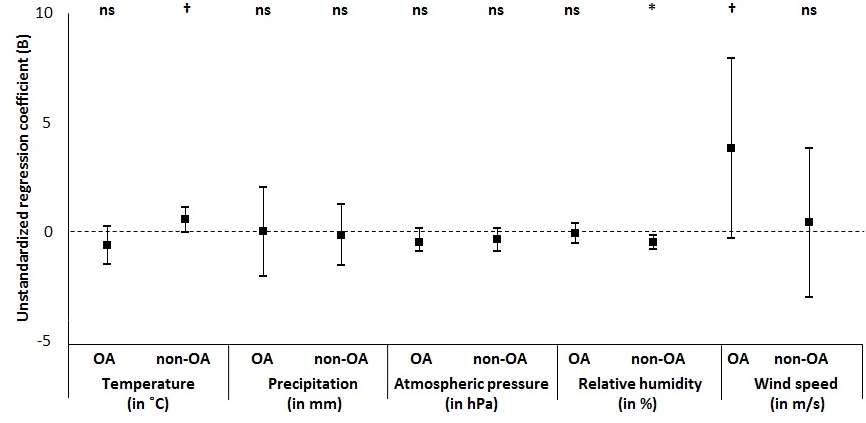 10
ns † ns ns ns ns ns * † ns
5
0
-5
Unstandardized regression coefficient (B)
OA non-OA OA non-OA OA non-OA OA non-OA OA non-OA
Temperature Precipitation Atmospheric pressure Relative humidity Wind speed
(in ˚C) (in mm) (in hPa) (in %) (in m/s)